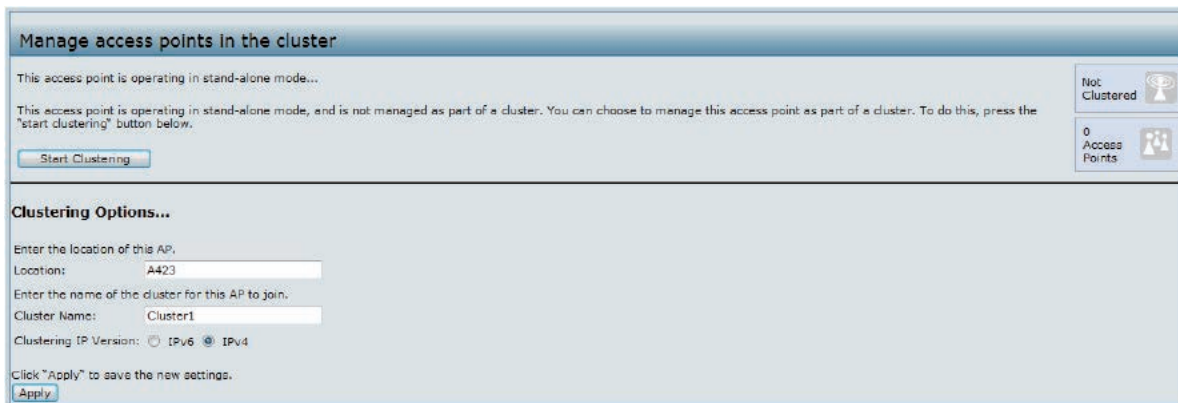 Manage access points in the cluster
This access point is operating in stand-alone mode...
This access point is operating in stand-alone mode, and is not managed as part of a cluster. You can choose to manage this access point as part of a cluster. To do this, press the
"start clustering" button below.
Start Clustering
Not
Clustered
0
Access
Points
Clustering Options...
Enter the location of this AP.
Location: A423
Enter the name of the cluster for this AP to join.
Cluster Name: Cluster1
Clustering IP Version: IPv6 IPv4
Click "Apply" to save the new settings.
Apply